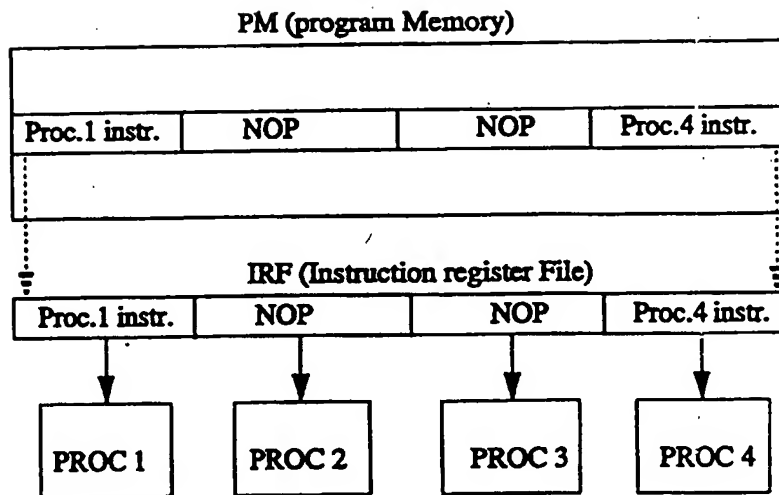 PM (program Memory)
Proc.1 instr. NOP NOP Proc.4 instr.
IRF (Instruction register File)
Proc.1 instr. NOP NOP Proc.4 instr.
PROC 1 PROC 2 PROC 3 PROC 4